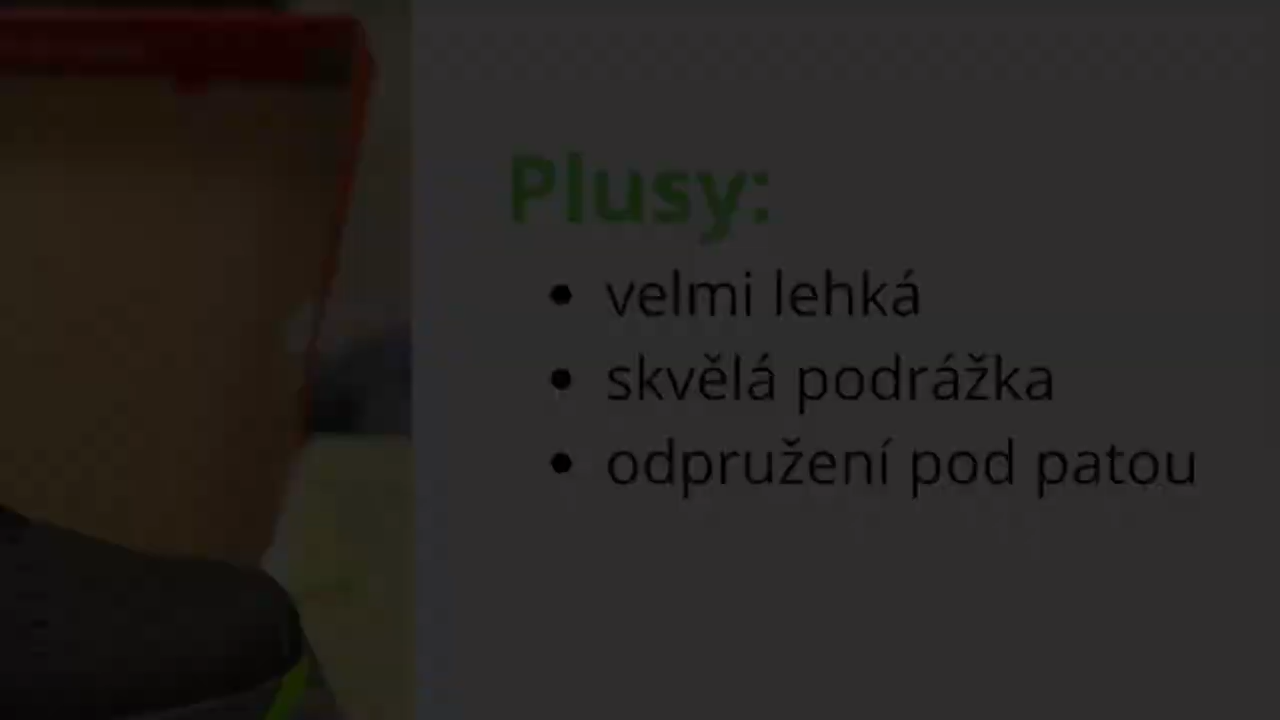 Plusy:
• velmi lehká
• skvělá podrážka
• odpružení pod patou